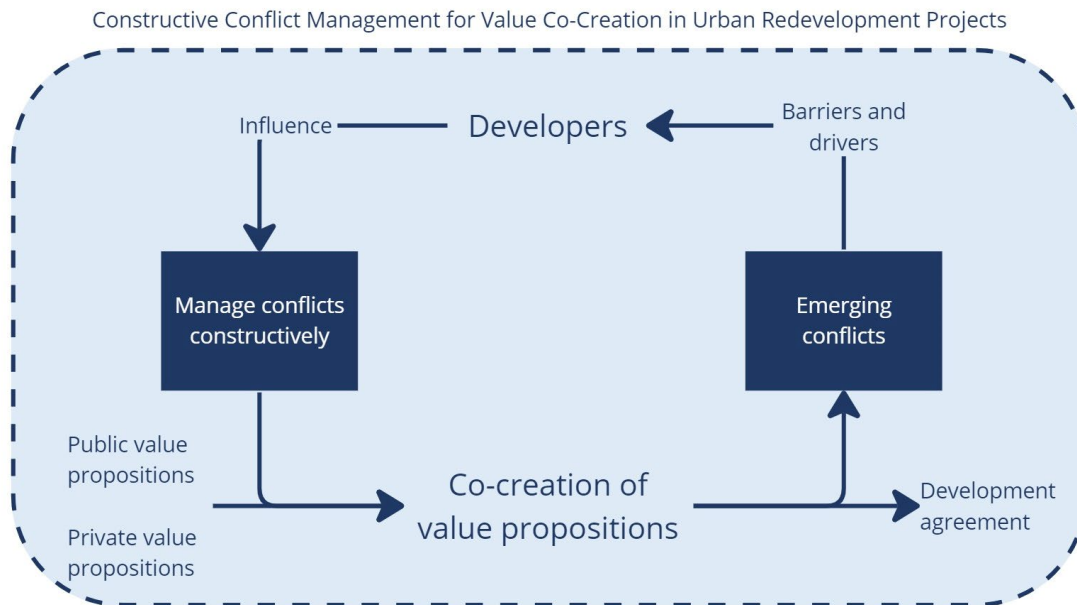 Constructive Conflict Management for Value Co-Creation in Urban Redevelopment Projects
Influence
Developers
Barriers and
drivers
Manage conflicts
constructively
Emerging
conflicts
Public value
propositions
Private value
propositions
Co-creation of
value propositions
Development
agreement